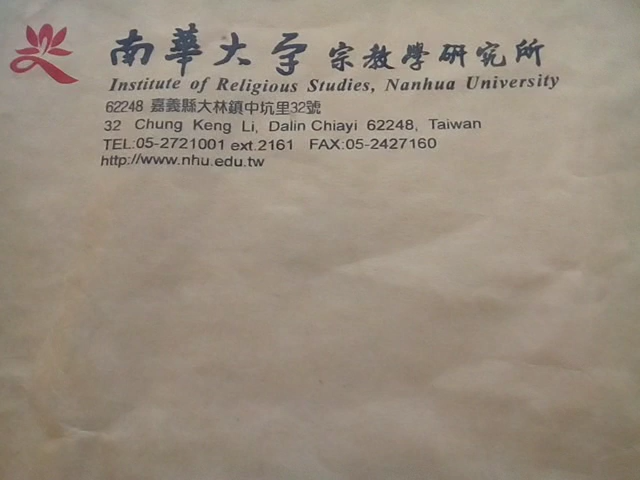 南華大學 宗教學研究所
Institute of Religious Studies, Nanhua University
62248 嘉義縣大林鎮中坑里32號
32 Chung Keng Li, Dalin Chiayi 62248, Taiwan
TEL:05-2721001 ext.2161 FAX:05-2427160
http://www.nhu.edu.tw